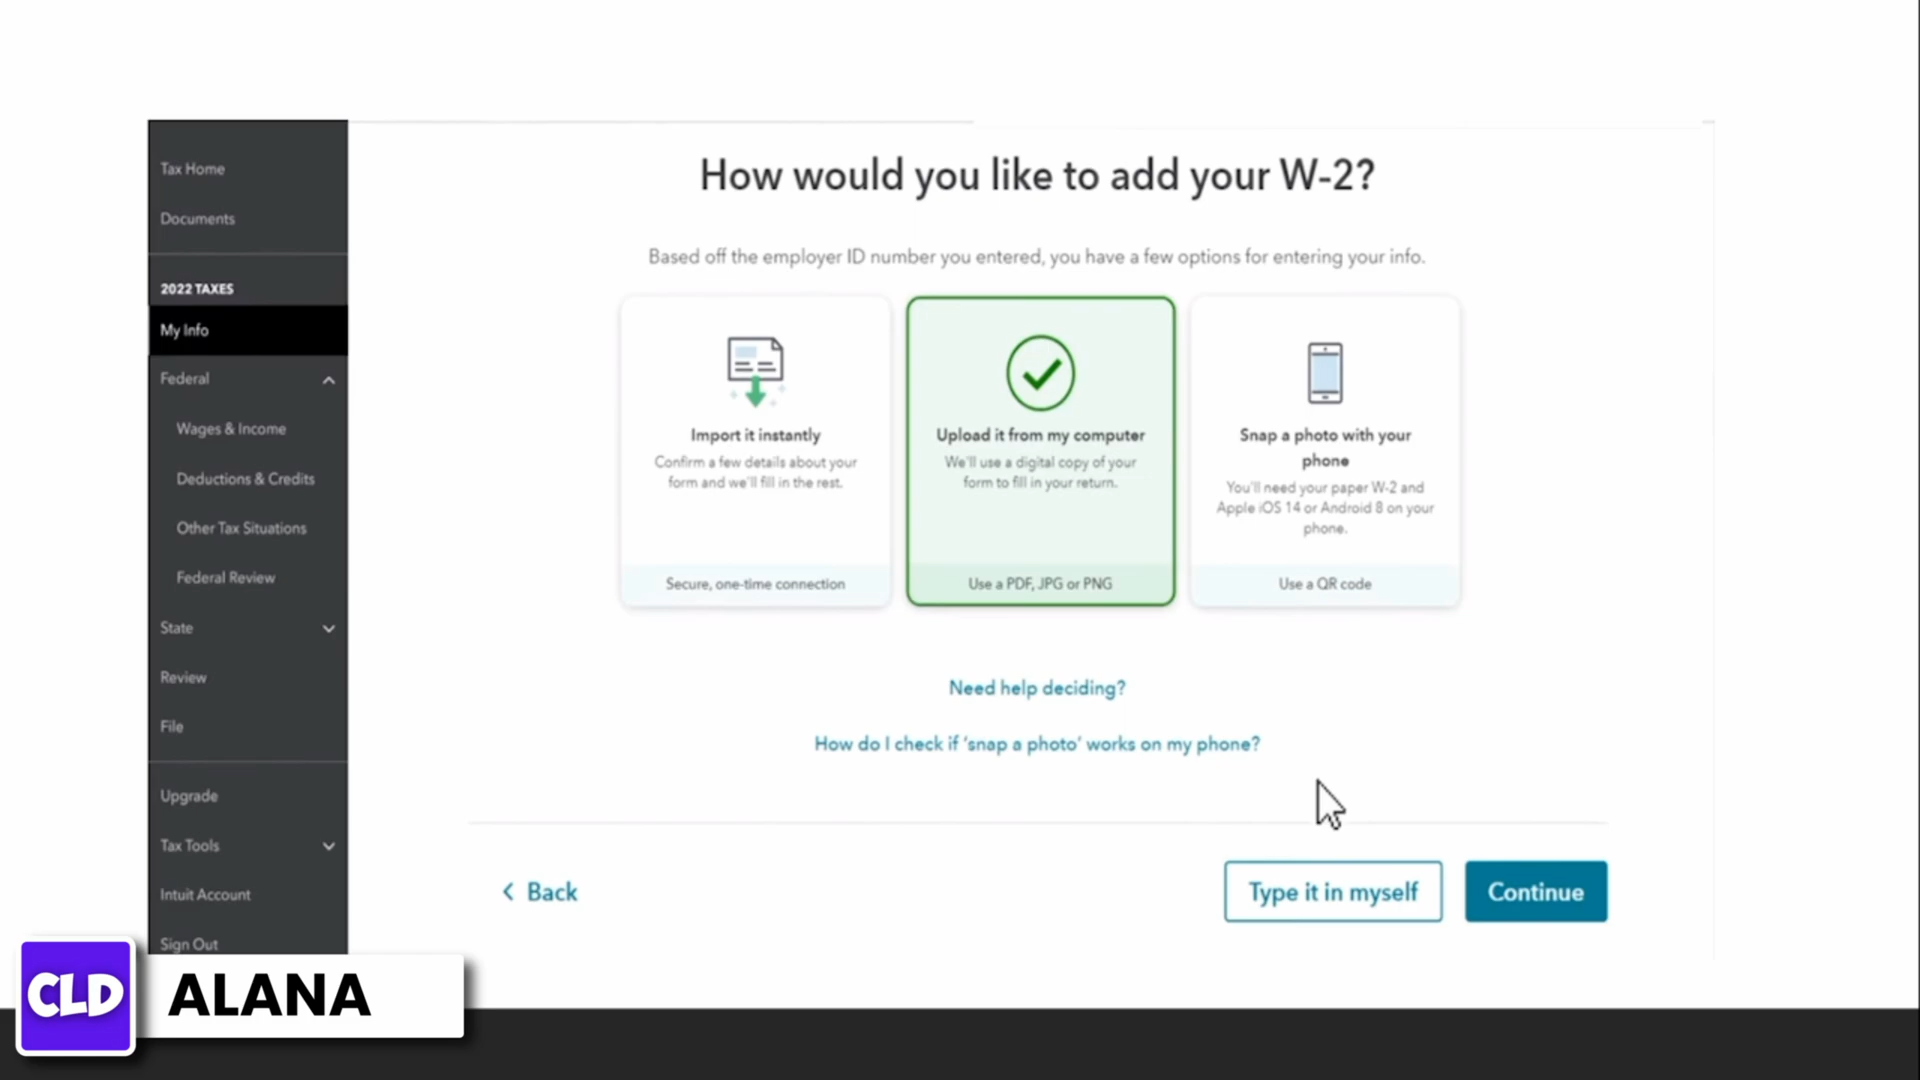 Tax Home
Documents
2022 TAXES
My Info
Federal
Wages & Income
Deductions & Credits
Other Tax Situations
Federal Review
State
Review
File
Upgrade
Tax Tools
Intuit Account
Sign Out
How would you like to add your W-2?
Based off the employer ID number you entered, you have a few options for entering your info.
Import it instantly
Confirm a few details about your
form and we'll fill in the rest.
Secure, one-time connection
Upload it from my computer
We'll use a digital copy of your
form to fill in your return.
Use a PDF, JPG or PNG
Snap a photo with your
phone
You'll need your paper W-2 and
Apple iOS 14 or Android 8 on your
phone.
Use a QR code
Need help deciding?
How do I check if 'snap a photo' works on my phone?
Back
Type it in myself
Continue
CLD
ALANA